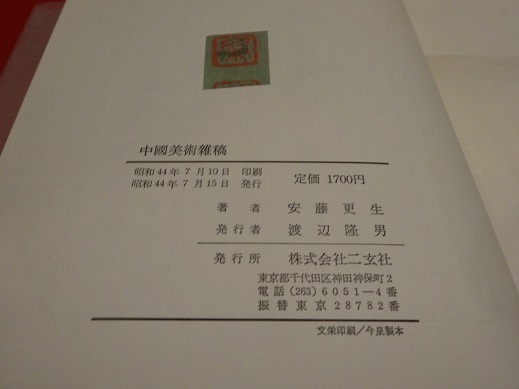 中國美術雜稿
昭和44年 7月10日 印刷
昭和44年 7月15日 発行
定価 1700円
著者 安藤更生
発行者 渡辺隆男
発行所 株式会社二玄社
東京都千代田区神田神保町2
電話 (263) 6051—4番
振替東京 28782番
文栄印刷/今泉製本